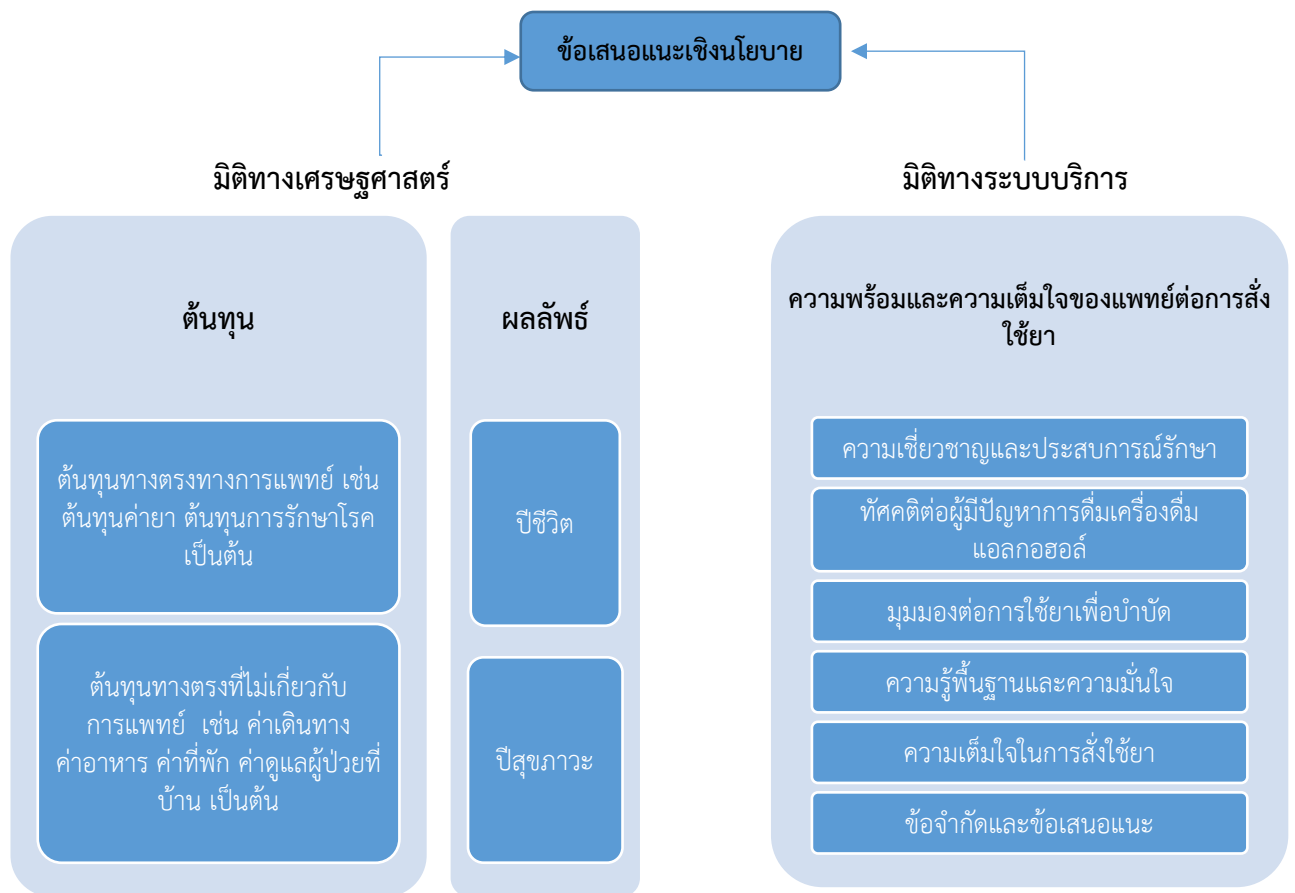 ข้อเสนอแนะเชิงนโยบาย
มิติทางเศรษฐศาสตร์
ต้นทุน
ต้นทุนทางตรงทางการแพทย์ เช่น
ต้นทุนค่ายา ต้นทุนการรักษาโรค
เป็นต้น
ต้นทุนทางตรงที่ไม่เกี่ยวกับ
การแพทย์ เช่น ค่าเดินทาง
ค่าอาหาร ค่าที่พัก ค่าดูแลผู้ป่วยที่
บ้าน เป็นต้น
ผลลัพธ์
ปีชีวิต
ปีสุขภาวะ
มิติทางระบบบริการ
ความพร้อมและความเต็มใจของแพทย์ต่อการสั่ง
ใช้ยา
ความเชี่ยวชาญและประสบการณ์รักษา
ทัศคติต่อผู้มีปัญหาการดื่มเครื่องดื่ม
แอลกอฮอล์
มุมมองต่อการใช้ยาเพื่อบำบัด
ความรู้พื้นฐานและความมั่นใจ
ความเต็มใจในการสั่งใช้ยา
ข้อจำกัดและข้อเสนอแนะ